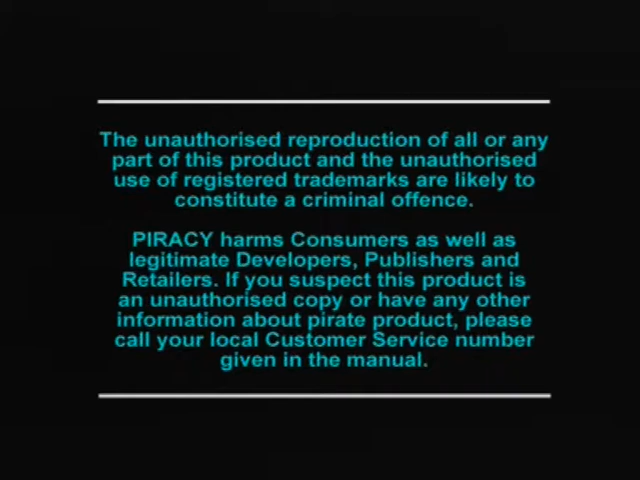 The unauthorised reproduction of all or any
part of this product and the unauthorised
use of registered trademarks are likely to
constitute a criminal offence.
PIRACY harms Consumers as well as
legitimate Developers, Publishers and
Retailers. If you suspect this product is
an unauthorised copy or have any other
information about pirate product, please
call your local Customer Service number
given in the manual.